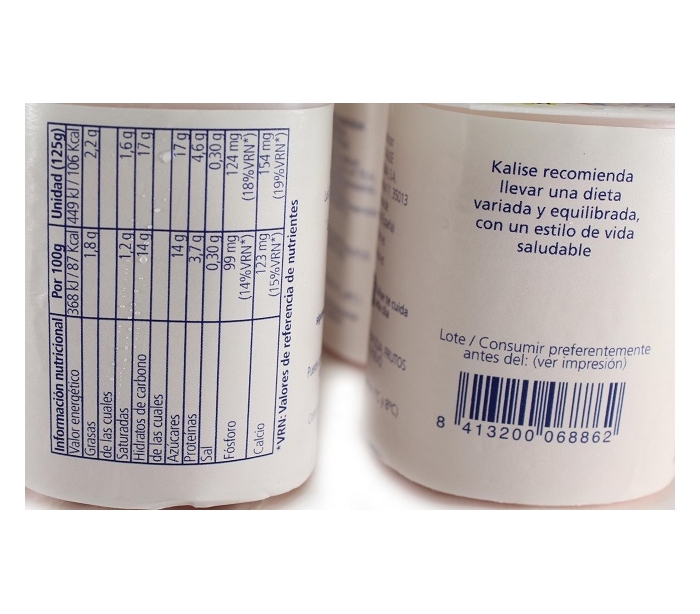 Información nutricional Por 100g Unidad (125g)
Valor energético 368 kJ / 87 Kcal 449 kJ / 106 Kcal
Grasas 1,8 g 2,2 g
de las cuales
Saturadas 1,2 g 1,6 g
Hidratos de carbono 14 g 17 g
de las cuales
Azúcares 14 g 17 g
Proteínas 3,7 g 4,6 g
Sal 0,30 g 0,30 g
Fósforo 99 mg 124 mg
(14%VRN*) (18%VRN*)
Calcio 123 mg 154 mg
(15%VRN*) (19%VRN*)
*VRN: Valores de referencia de nutrientes
35013
FRUTOS
Kalise recomienda
llevar una dieta
variada y equilibrada,
con un estilo de vida
saludable
Lote / Consumir preferentemente
antes del: (ver impresión)
8 413200 068862